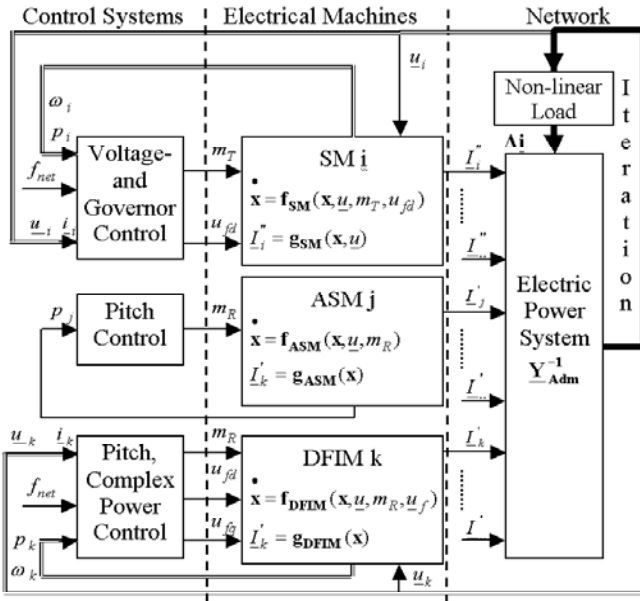 Control Systems
Electrical Machines
Network
u_i
Non-linear
Load
Iteration
Δi
ω_i
p_i
f_net
u_i i_i
Voltage-
and
Governor
Control
m_T
u_fd
SM i
ẋ = f_SM(x,u,m_T,u_fd)
I''_i = g_SM(x,u)
I''_i
I''_...
p_j
Pitch
Control
m_R
ASM j
ẋ = f_ASM(x,u,m_R)
I'_k = g_ASM(x)
I'_j
I'_...
Electric
Power
System
Y^-1_Adm
u_k i_k
f_net
p_k
ω_k
Pitch,
Complex
Power
Control
m_R
u_fd
u_fq
DFIM k
ẋ = f_DFIM(x,u,m_R,u_f)
I'_k = g_DFIM(x)
u_k
I'_k
I'